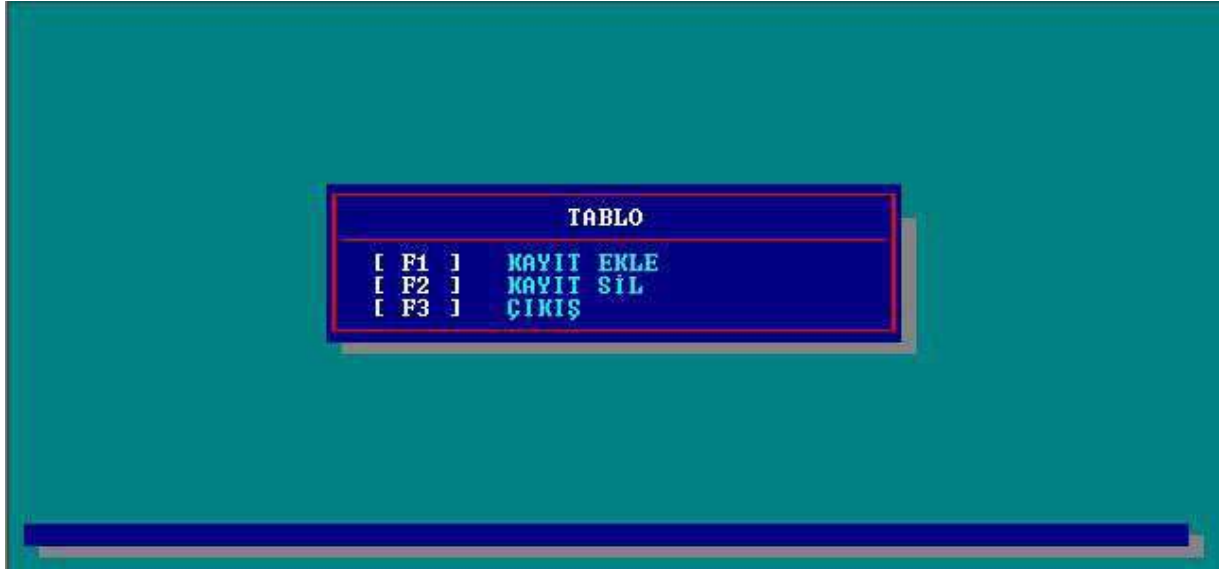 TABLO
[ F1 ] KAYIT EKLE
[ F2 ] KAYIT SİL
[ F3 ] ÇIKIŞ